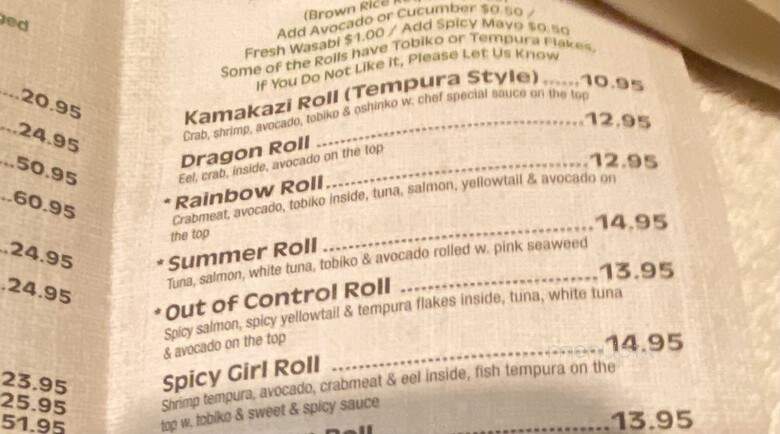 ped
...20.95
...24.95
...50.95
...60.95
...24.95
...24.95
23.95
25.95
51.95
(Brown Rice
Add Avocado or Cucumber $0.50 /
Fresh Wasabi $1.00 / Add Spicy Mayo $0.50
Some of the Rolls have Tobiko or Tempura Flakes,
If You Do Not Like it, Please Let Us Know
Kamakazi Roll (Tempura Style) ......10.95
Crab, shrimp, avocado, tobiko & oshinko w. chef special sauce on the top
Dragon Roll ......12.95
Eel, crab, inside, avocado on the top
*Rainbow Roll......12.95
Crabmeat, avocado, tobiko inside, tuna, salmon, yellowtail & avocado on
the top
*Summer Roll ......14.95
Tuna, salmon, white tuna, tobiko & avocado rolled w. pink seaweed
*Out of Control Roll ......13.95
Spicy salmon, spicy yellowtail & tempura flakes inside, tuna, white tuna
& avocado on the top
Spicy Girl Roll ......14.95
Shrimp tempura, avocado, crabmeat & eel inside, fish tempura on the
top w. tobiko & sweet & spicy sauce
Roll ......13.95